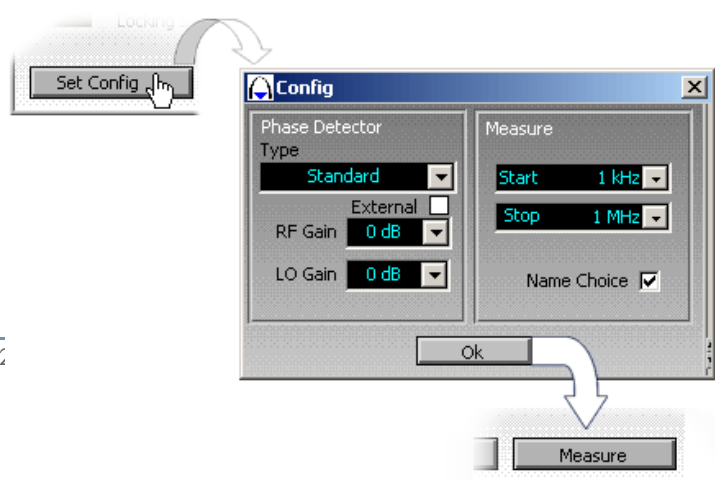 Locking
Set Config
Config
Phase Detector
Type
Standard
External
RF Gain 0 dB
LO Gain 0 dB
Measure
Start 1 kHz
Stop 1 MHz
Name Choice
Ok
Measure